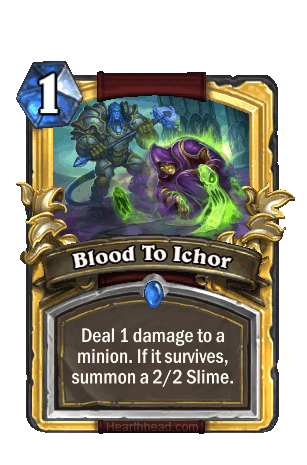 1
Blood To Ichor
Deal 1 damage to a
minion. If it survives,
summon a 2/2 Slime.
Hearthhead.com